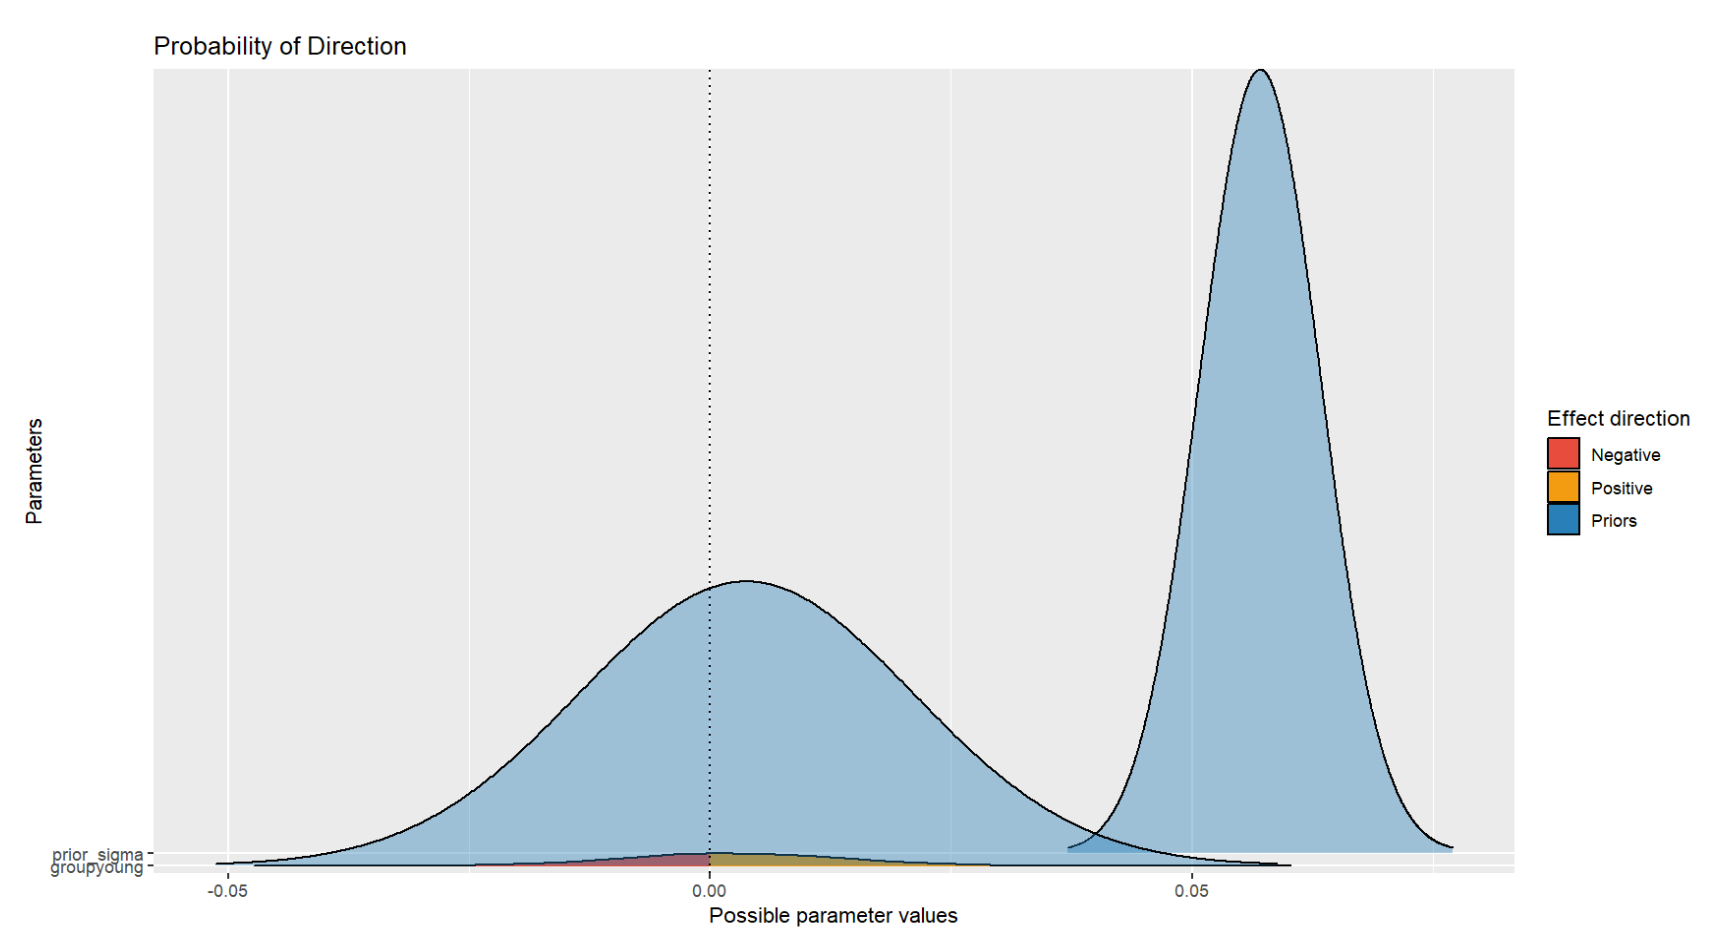 Probability of Direction
Parameters
prior_sigma
groupyoung
-0.05
0.00
0.05
Possible parameter values
Effect direction
Negative
Positive
Priors